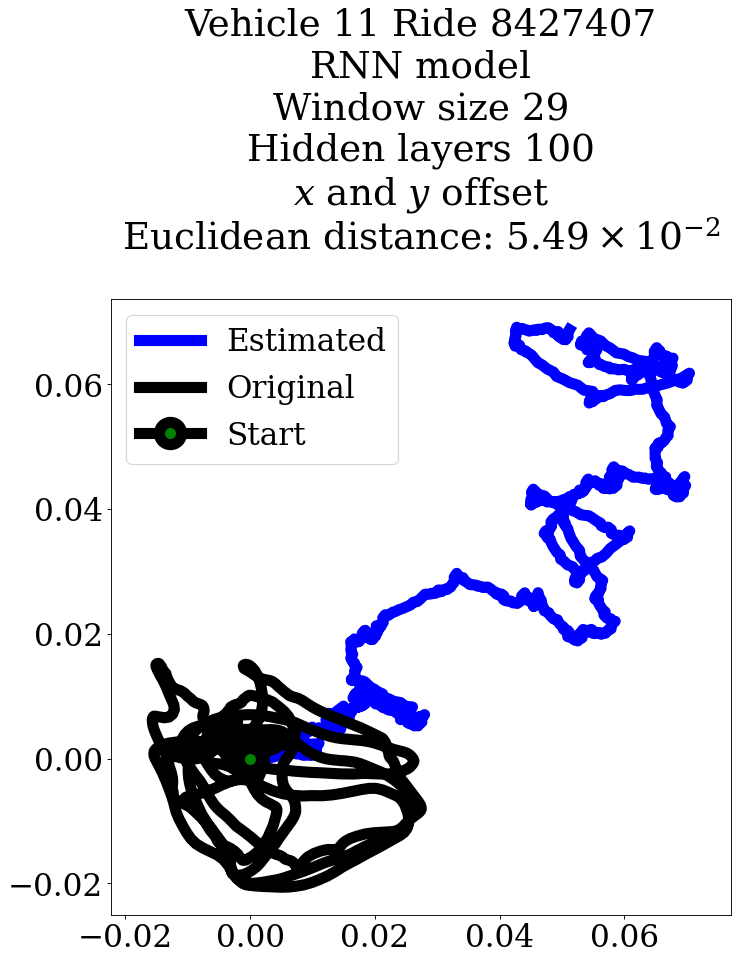 Vehicle 11 Ride 8427407
RNN model
Window size 29
Hidden layers 100
x and y offset
Euclidean distance: 5.49 × 10⁻²
Estimated
Original
Start
0.06
0.04
0.02
0.00
−0.02
−0.02 0.00 0.02 0.04 0.06